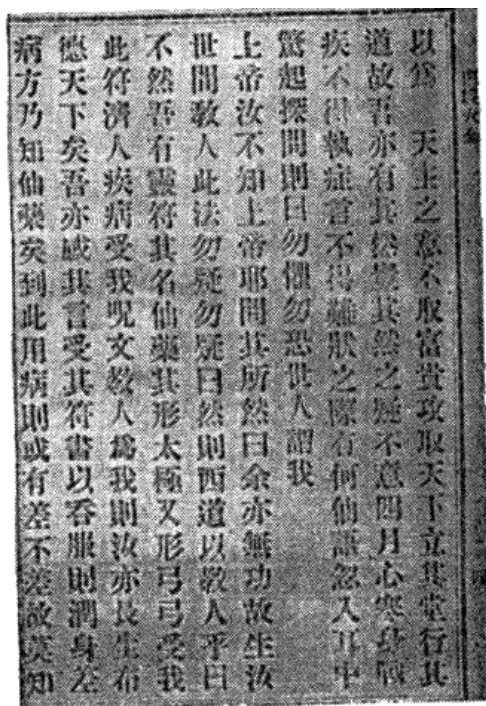 以爲 天主之意不取富貴攻取天下立其堂行其
道故吾亦有其然豈其然之疑不意四月心寒身戰
疾不得執症言不得難狀之際有何仙語忽入耳中
驚起探問則曰勿懼勿恐世人謂我
上帝汝不知上帝耶問其所然曰余亦無功故生汝
世間敎人此法勿疑勿疑曰然則西道以敎人乎曰
不然吾有靈符其名仙藥其形太極又形弓弓受我
此符濟人疾病受我呪文敎人爲我則汝亦長生布
德天下矣吾亦感其言受其符書以呑服則潤身差
病方乃知仙藥矣到此用病則或有差不差故莫知